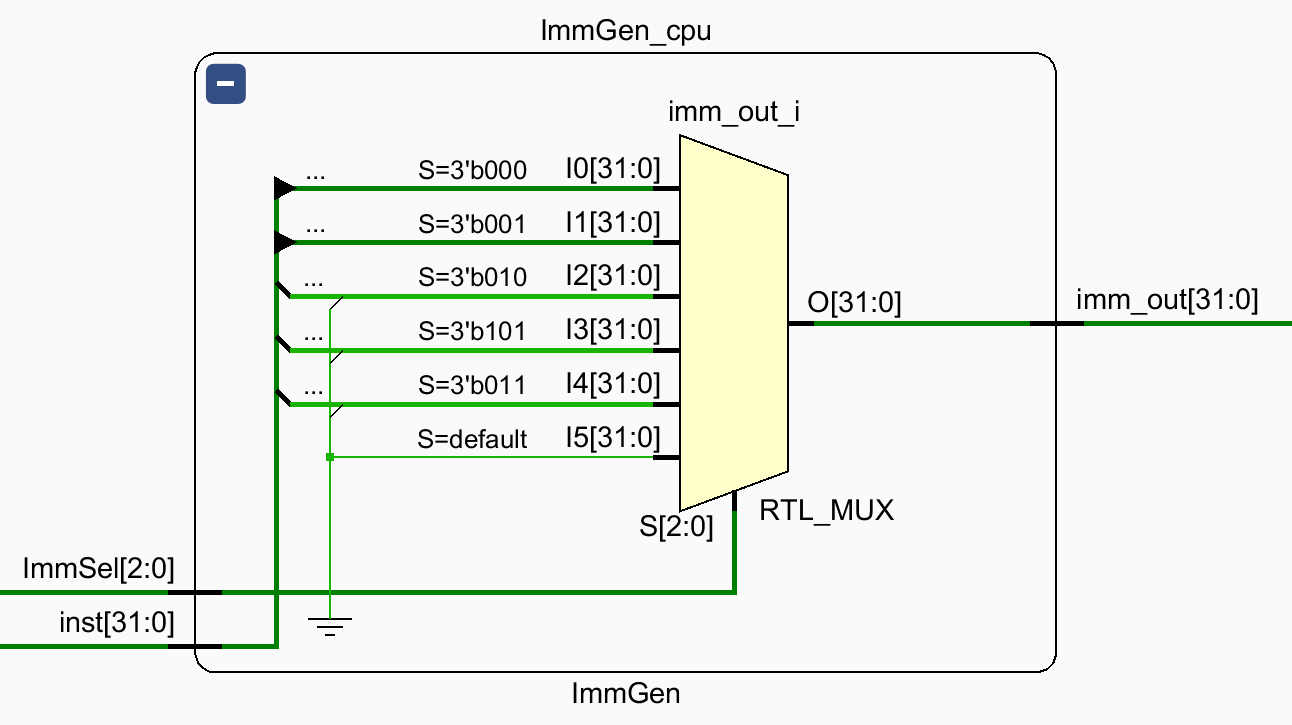 ImmGen_cpu
imm_out_i
... S=3'b000 I0[31:0]
... S=3'b001 I1[31:0]
... S=3'b010 I2[31:0]
O[31:0] imm_out[31:0]
... S=3'b101 I3[31:0]
... S=3'b011 I4[31:0]
S=default I5[31:0]
S[2:0] RTL_MUX
ImmSel[2:0]
inst[31:0]
ImmGen